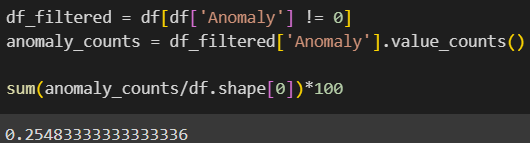 df_filtered = df[df['Anomaly'] != 0]
anomaly_counts = df_filtered['Anomaly'].value_counts()
sum(anomaly_counts/df.shape[0])*100
0.25483333333333336